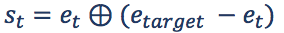 s_t = e_t ⊕ (e_target − e_t)